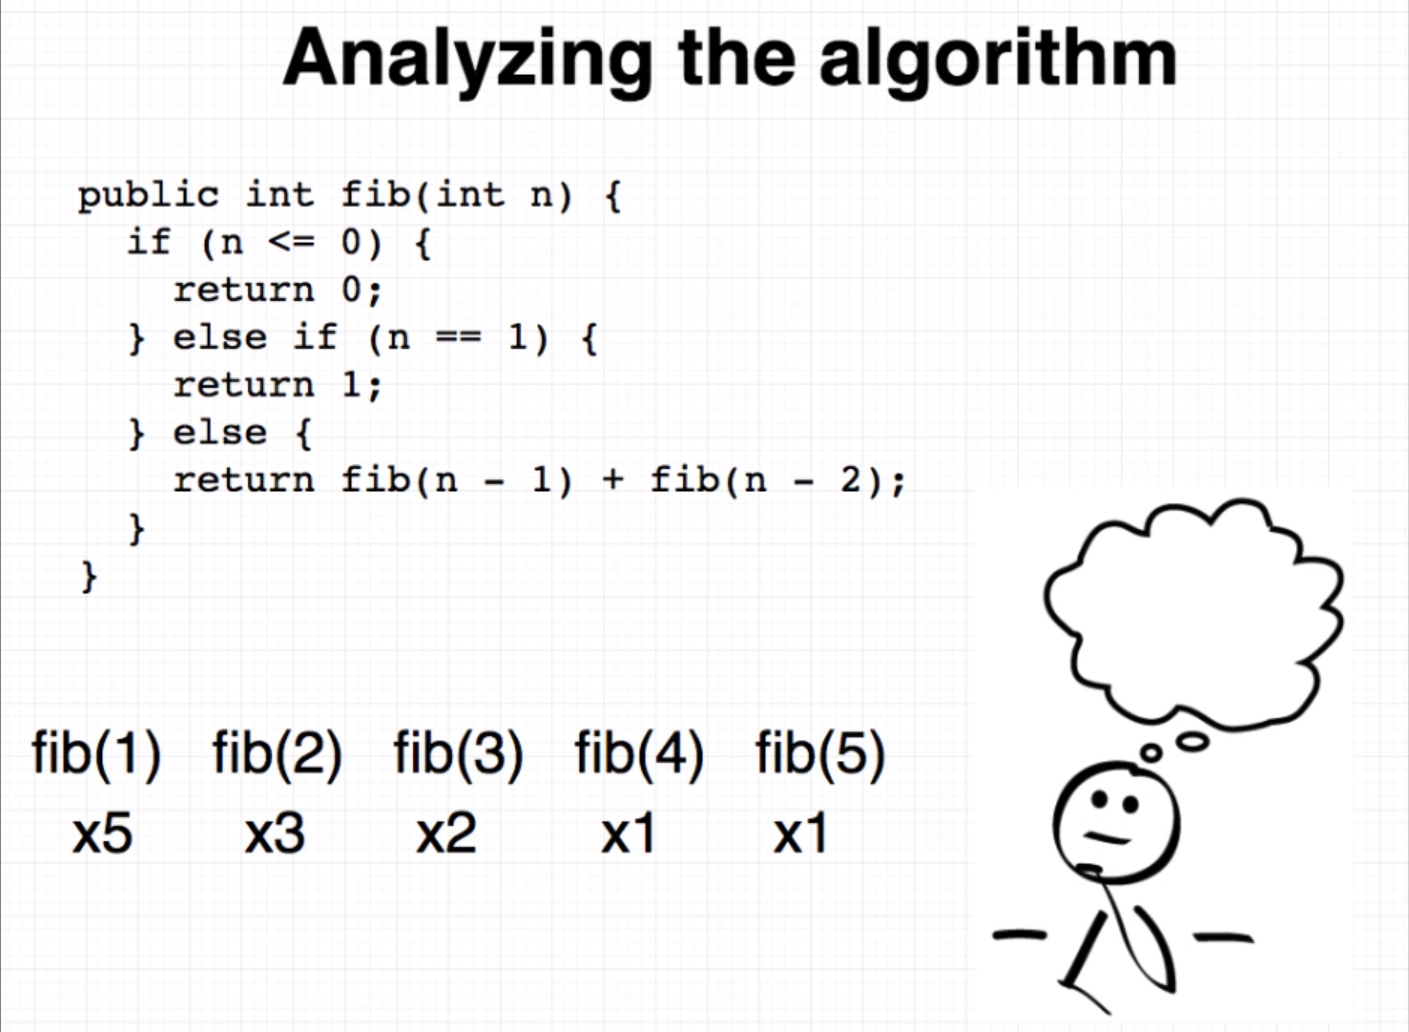 Analyzing the algorithm
public int fib(int n) {
  if (n <= 0) {
    return 0;
  } else if (n == 1) {
    return 1;
  } else {
    return fib(n - 1) + fib(n - 2);
  }
}
fib(1) fib(2) fib(3) fib(4) fib(5)
x5 x3 x2 x1 x1